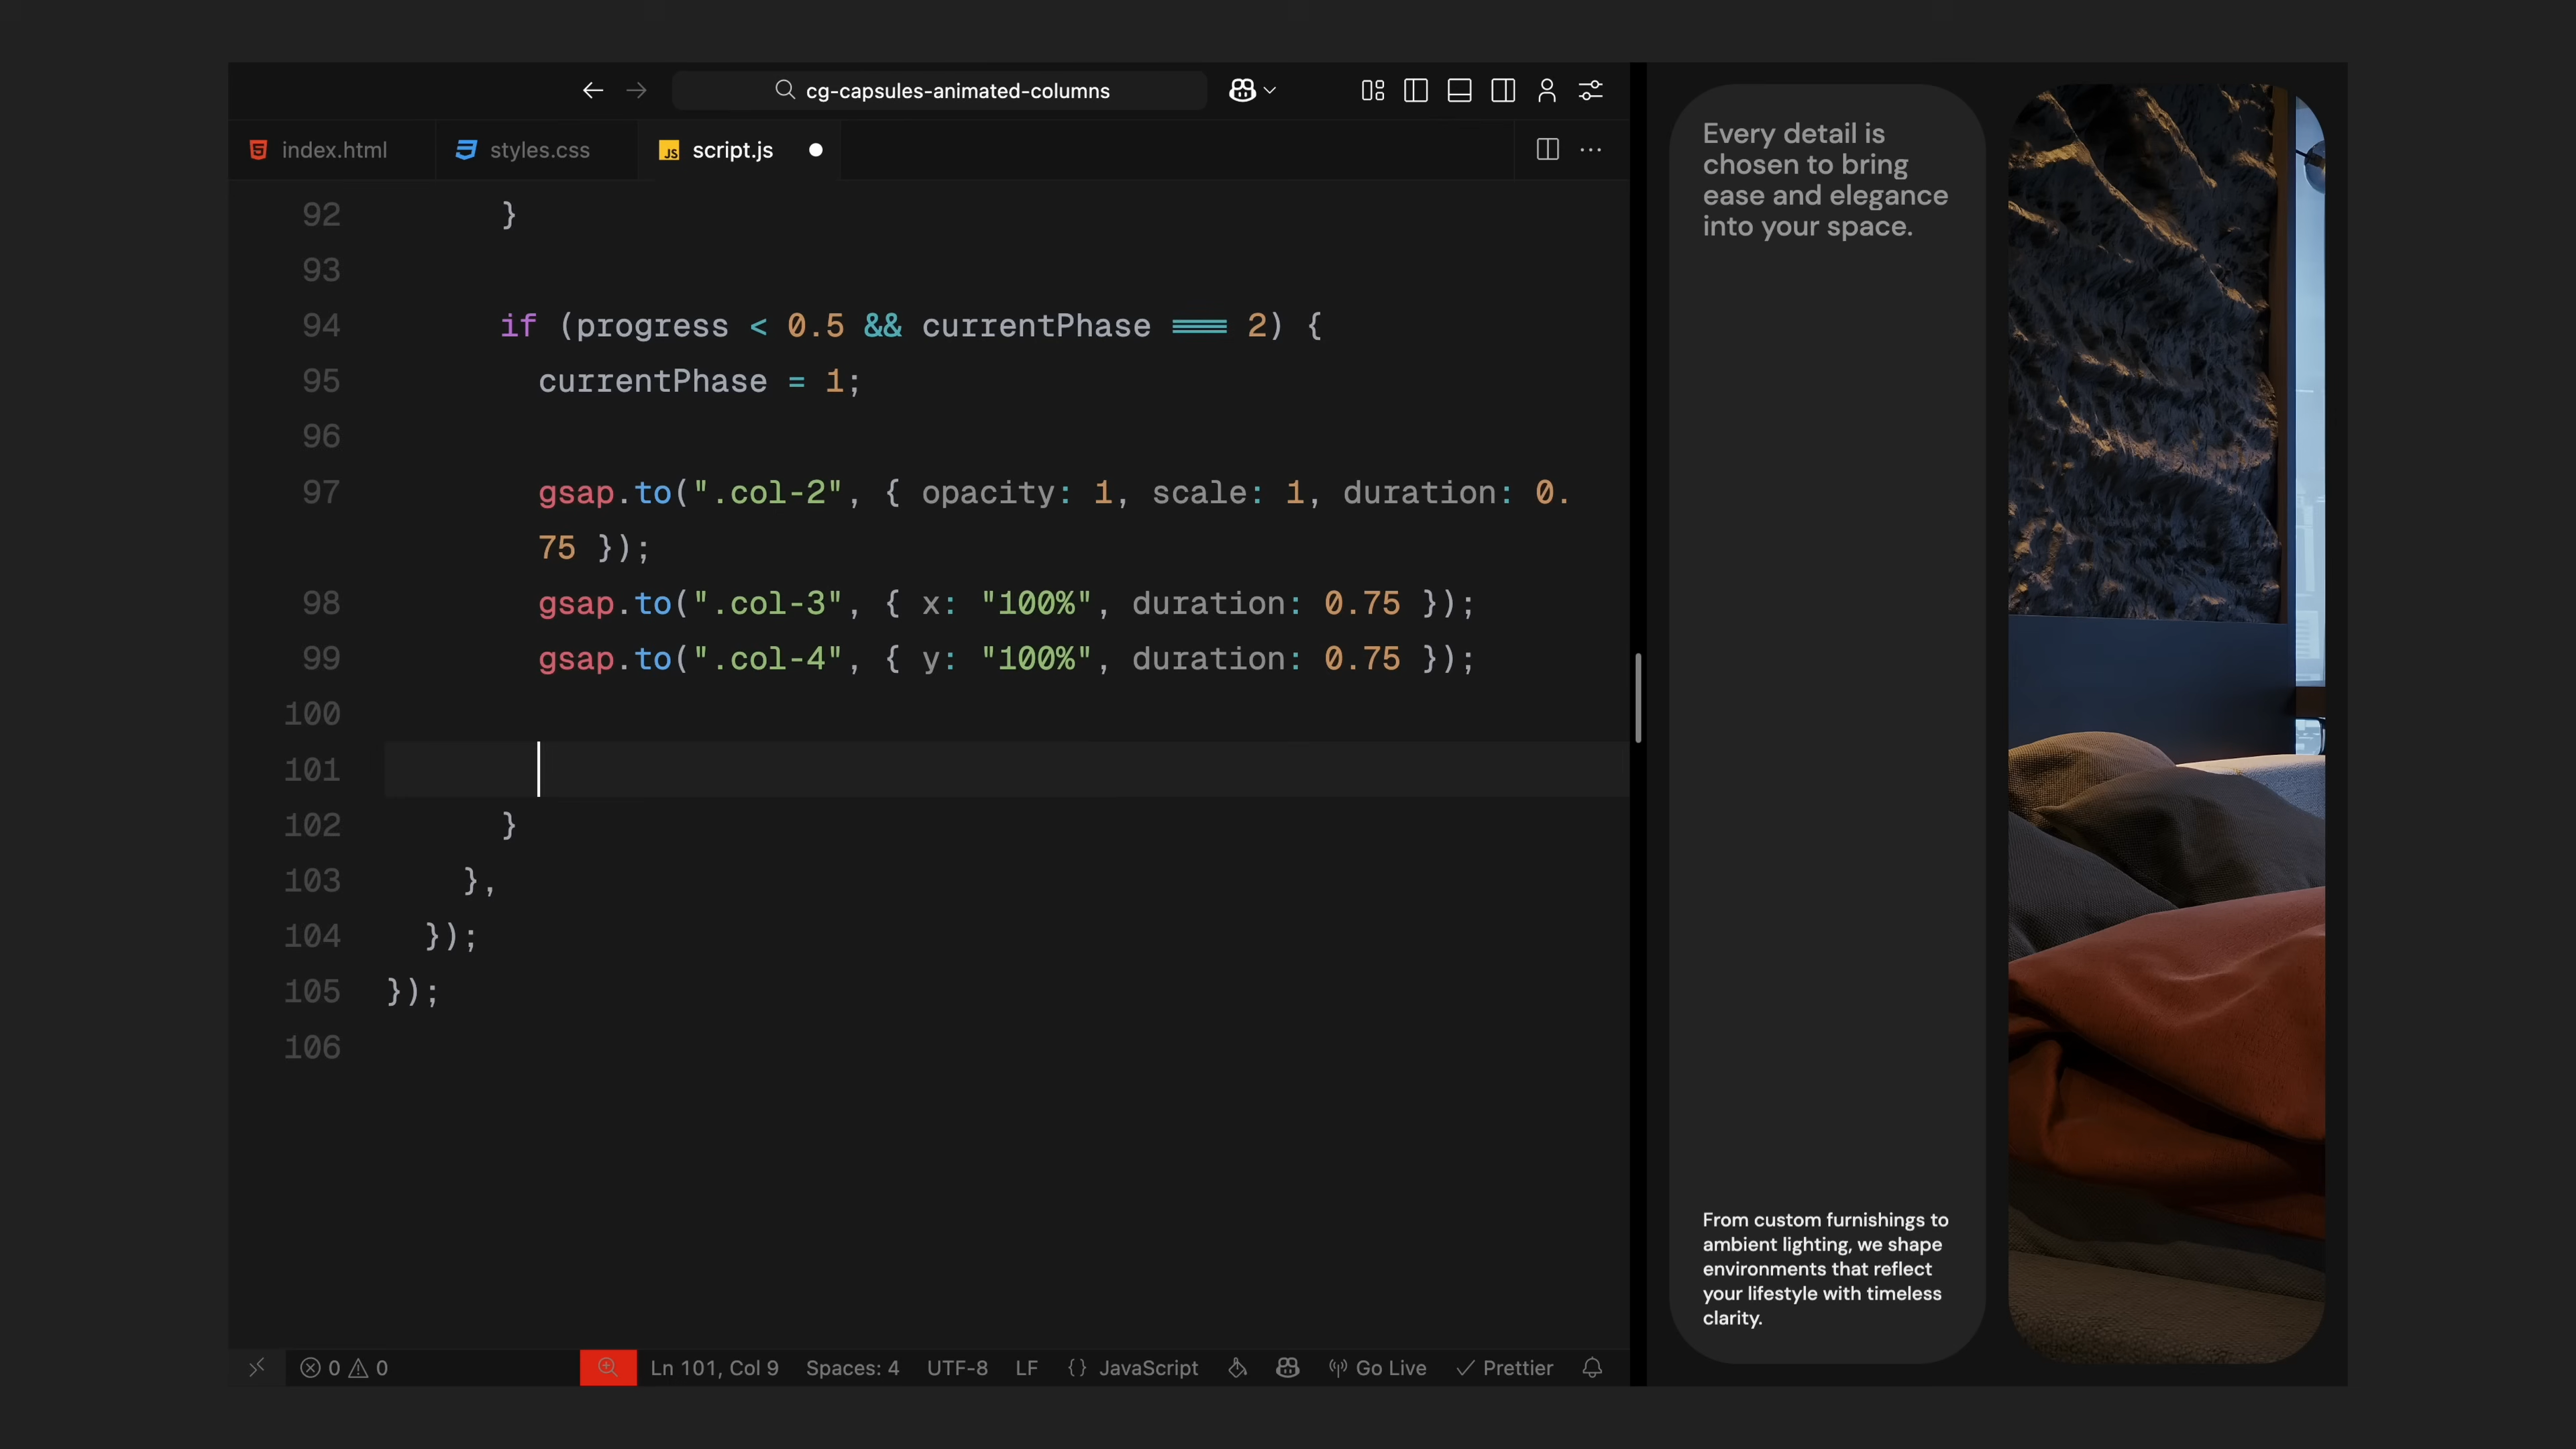 cg-capsules-animated-columns
index.html
styles.css
script.js
92 }
93
94 if (progress < 0.5 && currentPhase === 2) {
95 currentPhase = 1;
96
97 gsap.to(".col-2", { opacity: 1, scale: 1, duration: 0.
75 });
98 gsap.to(".col-3", { x: "100%", duration: 0.75 });
99 gsap.to(".col-4", { y: "100%", duration: 0.75 });
100
101
102 }
103 },
104 });
105 });
106
0 0
Ln 101, Col 9 Spaces: 4 UTF-8 LF {} JavaScript Go Live Prettier
Every detail is
chosen to bring
ease and elegance
into your space.
From custom furnishings to
ambient lighting, we shape
environments that reflect
your lifestyle with timeless
clarity.